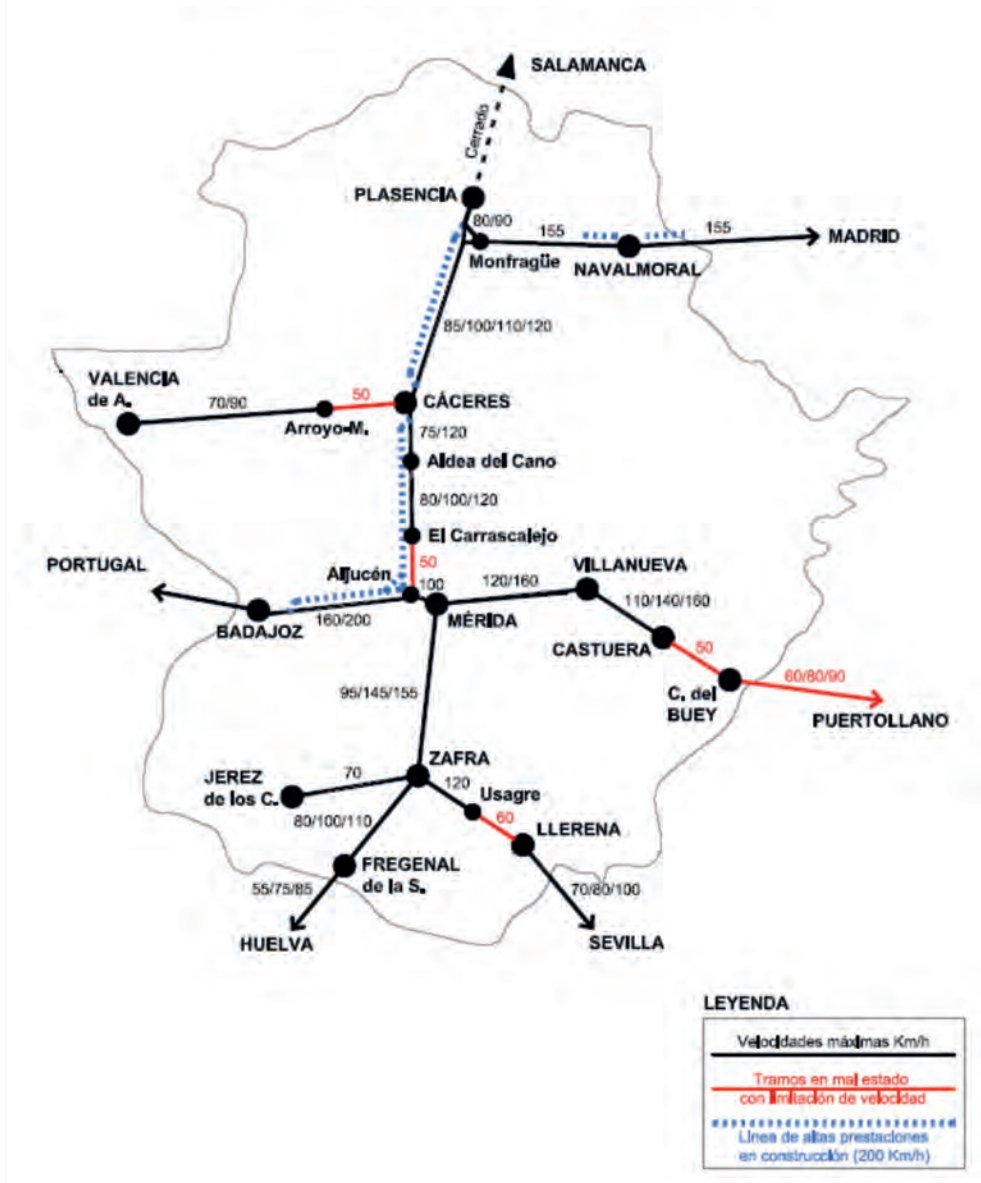 SALAMANCA
Cerrado
PLASENCIA
80/90
155
155
MADRID
Monfragüe
NAVALMORAL
85/100/110/120
VALENCIA
de A.
70/90
50
CÁCERES
Arroyo-M.
75/120
Aldea del Cano
80/100/120
El Carrascalejo
PORTUGAL
Aljucén
50
100
120/160
VILLANUEVA
110/140/160
BADAJOZ
160/200
MÉRIDA
CASTUERA
50
60/80/90
C. del
BUEY
PUERTOLLANO
95/145/155
ZAFRA
JEREZ
de los C.
70
120
Usagre
80/100/110
60
LLERENA
FREGENAL
de la S.
55/75/85
70/80/100
HUELVA
SEVILLA
LEYENDA
Velocidades máximas Km/h
Tramos en mal estado
con limitación de velocidad
Línea de altas prestaciones
en construcción (200 Km/h)